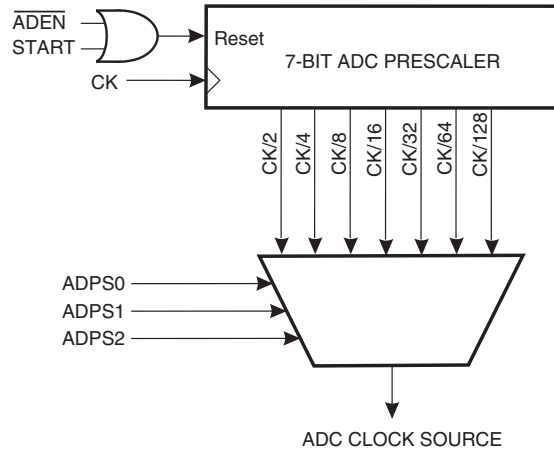 ADEN
START
Reset
7-BIT ADC PRESCALER
CK
CK/2
CK/4
CK/8
CK/16
CK/32
CK/64
CK/128
ADPS0
ADPS1
ADPS2
ADC CLOCK SOURCE